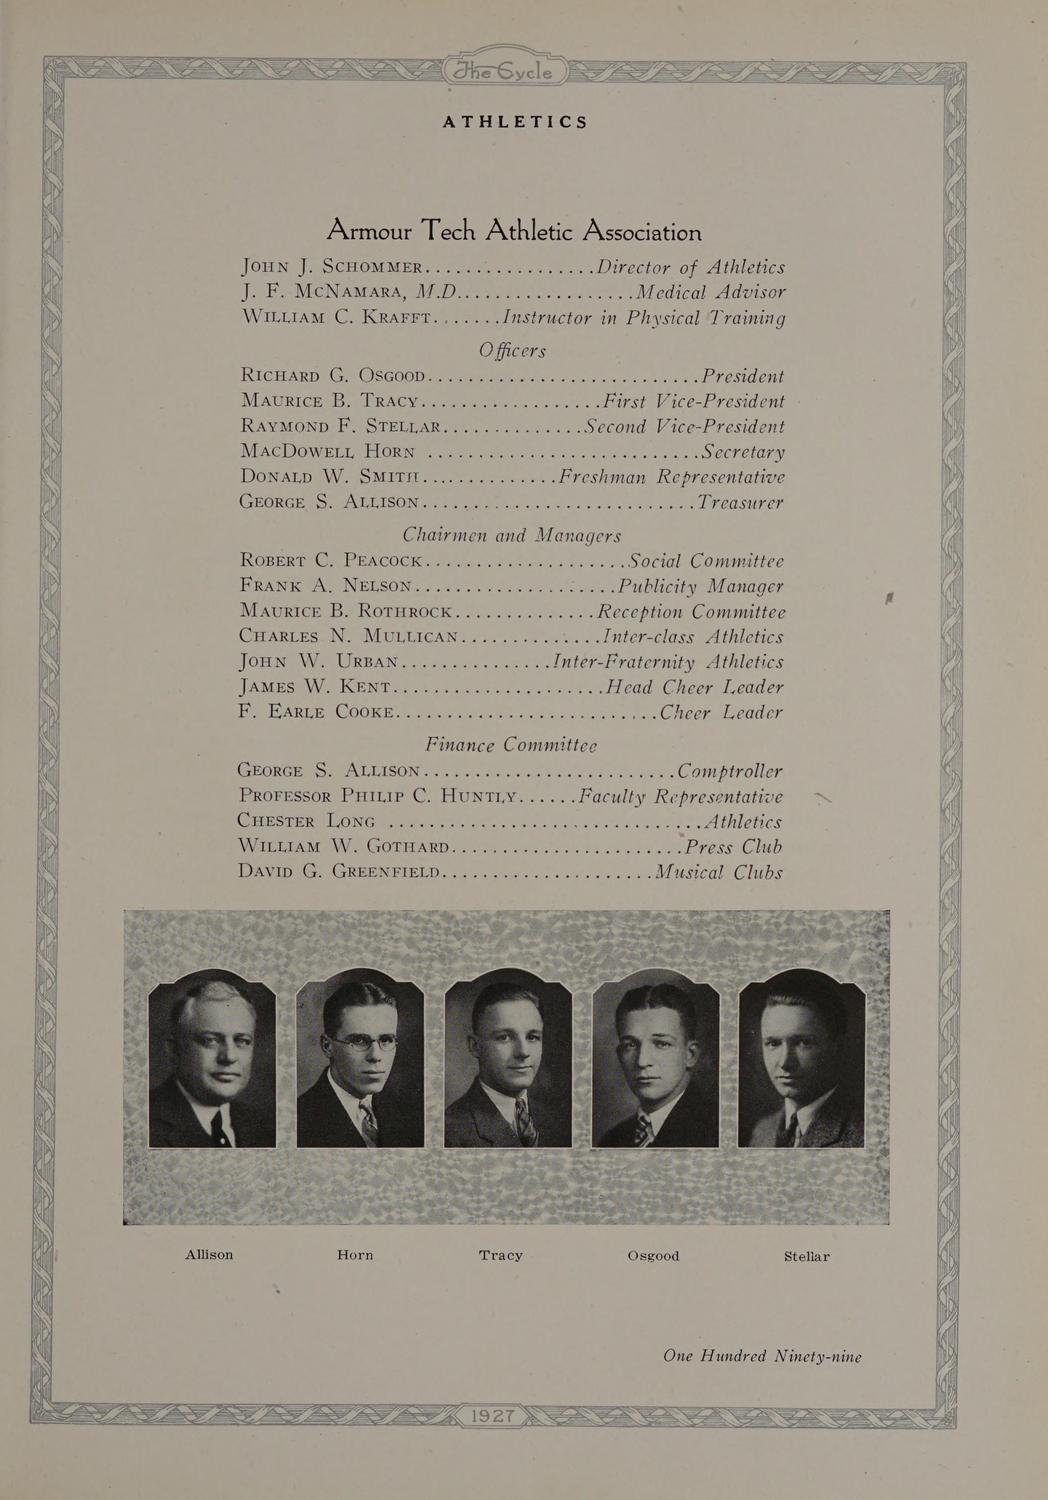 The Cycle
ATHLETICS
Armour Tech Athletic Association
JOHN J. SCHOMMER.................Director of Athletics
J. F. MCNAMARA, M.D..................Medical Advisor
WILLIAM C. KRAFFT.......Instructor in Physical Training
Officers
RICHARD G. OSGOOD...........................President
MAURICE B. TRACY..................First Vice-President
RAYMOND F. STELLAR..............Second Vice-President
MACDOWELL HORN ...........................Secretary
DONALD W. SMITH.............Freshman Representative
GEORGE S. ALLISON...........................Treasurer
Chairmen and Managers
ROBERT C. PEACOCK....................Social Committee
FRANK A. NELSON....................Publicity Manager
MAURICE B. ROTHROCK..............Reception Committee
CHARLES N. MULLICAN..............Inter-class Athletics
JOHN W. URBAN...............Inter-Fraternity Athletics
JAMES W. KENT.....................Head Cheer Leader
F. EARLE COOKE..........................Cheer Leader
Finance Committee
GEORGE S. ALLISON.........................Comptroller
PROFESSOR PHILIP C. HUNTLY......Faculty Representative
CHESTER LONG ...............................Athletics
WILLIAM W. GOTHARD.......................Press Club
DAVID G. GREENFIELD.....................Musical Clubs
Allison Horn Tracy Osgood Stellar
One Hundred Ninety-nine
1927